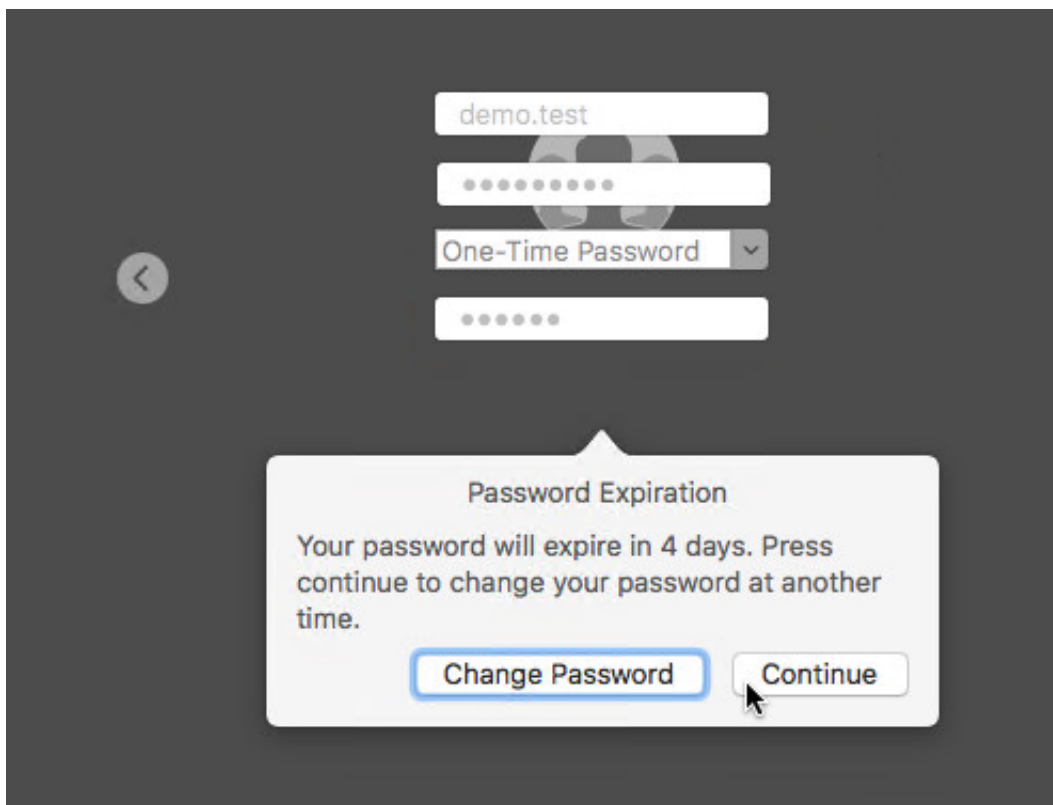 demo.test
•••••••••
One-Time Password
••••••
Password Expiration
Your password will expire in 4 days. Press
continue to change your password at another
time.
Change Password
Continue